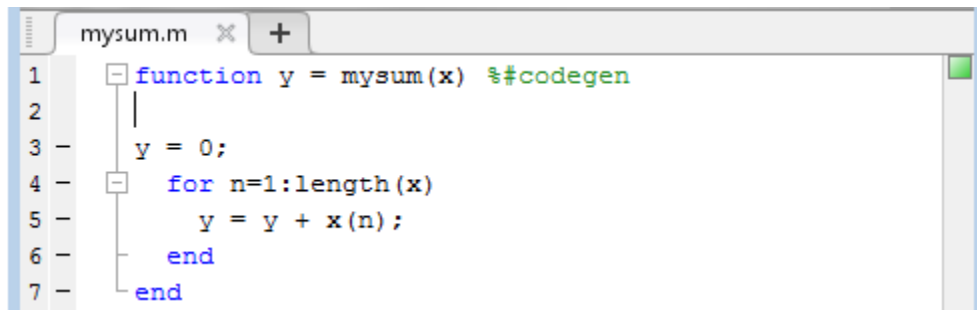 mysum.m × +
1 function y = mysum(x) %#codegen
2
3 - y = 0;
4 - for n=1:length(x)
5 - y = y + x(n);
6 - end
7 - end